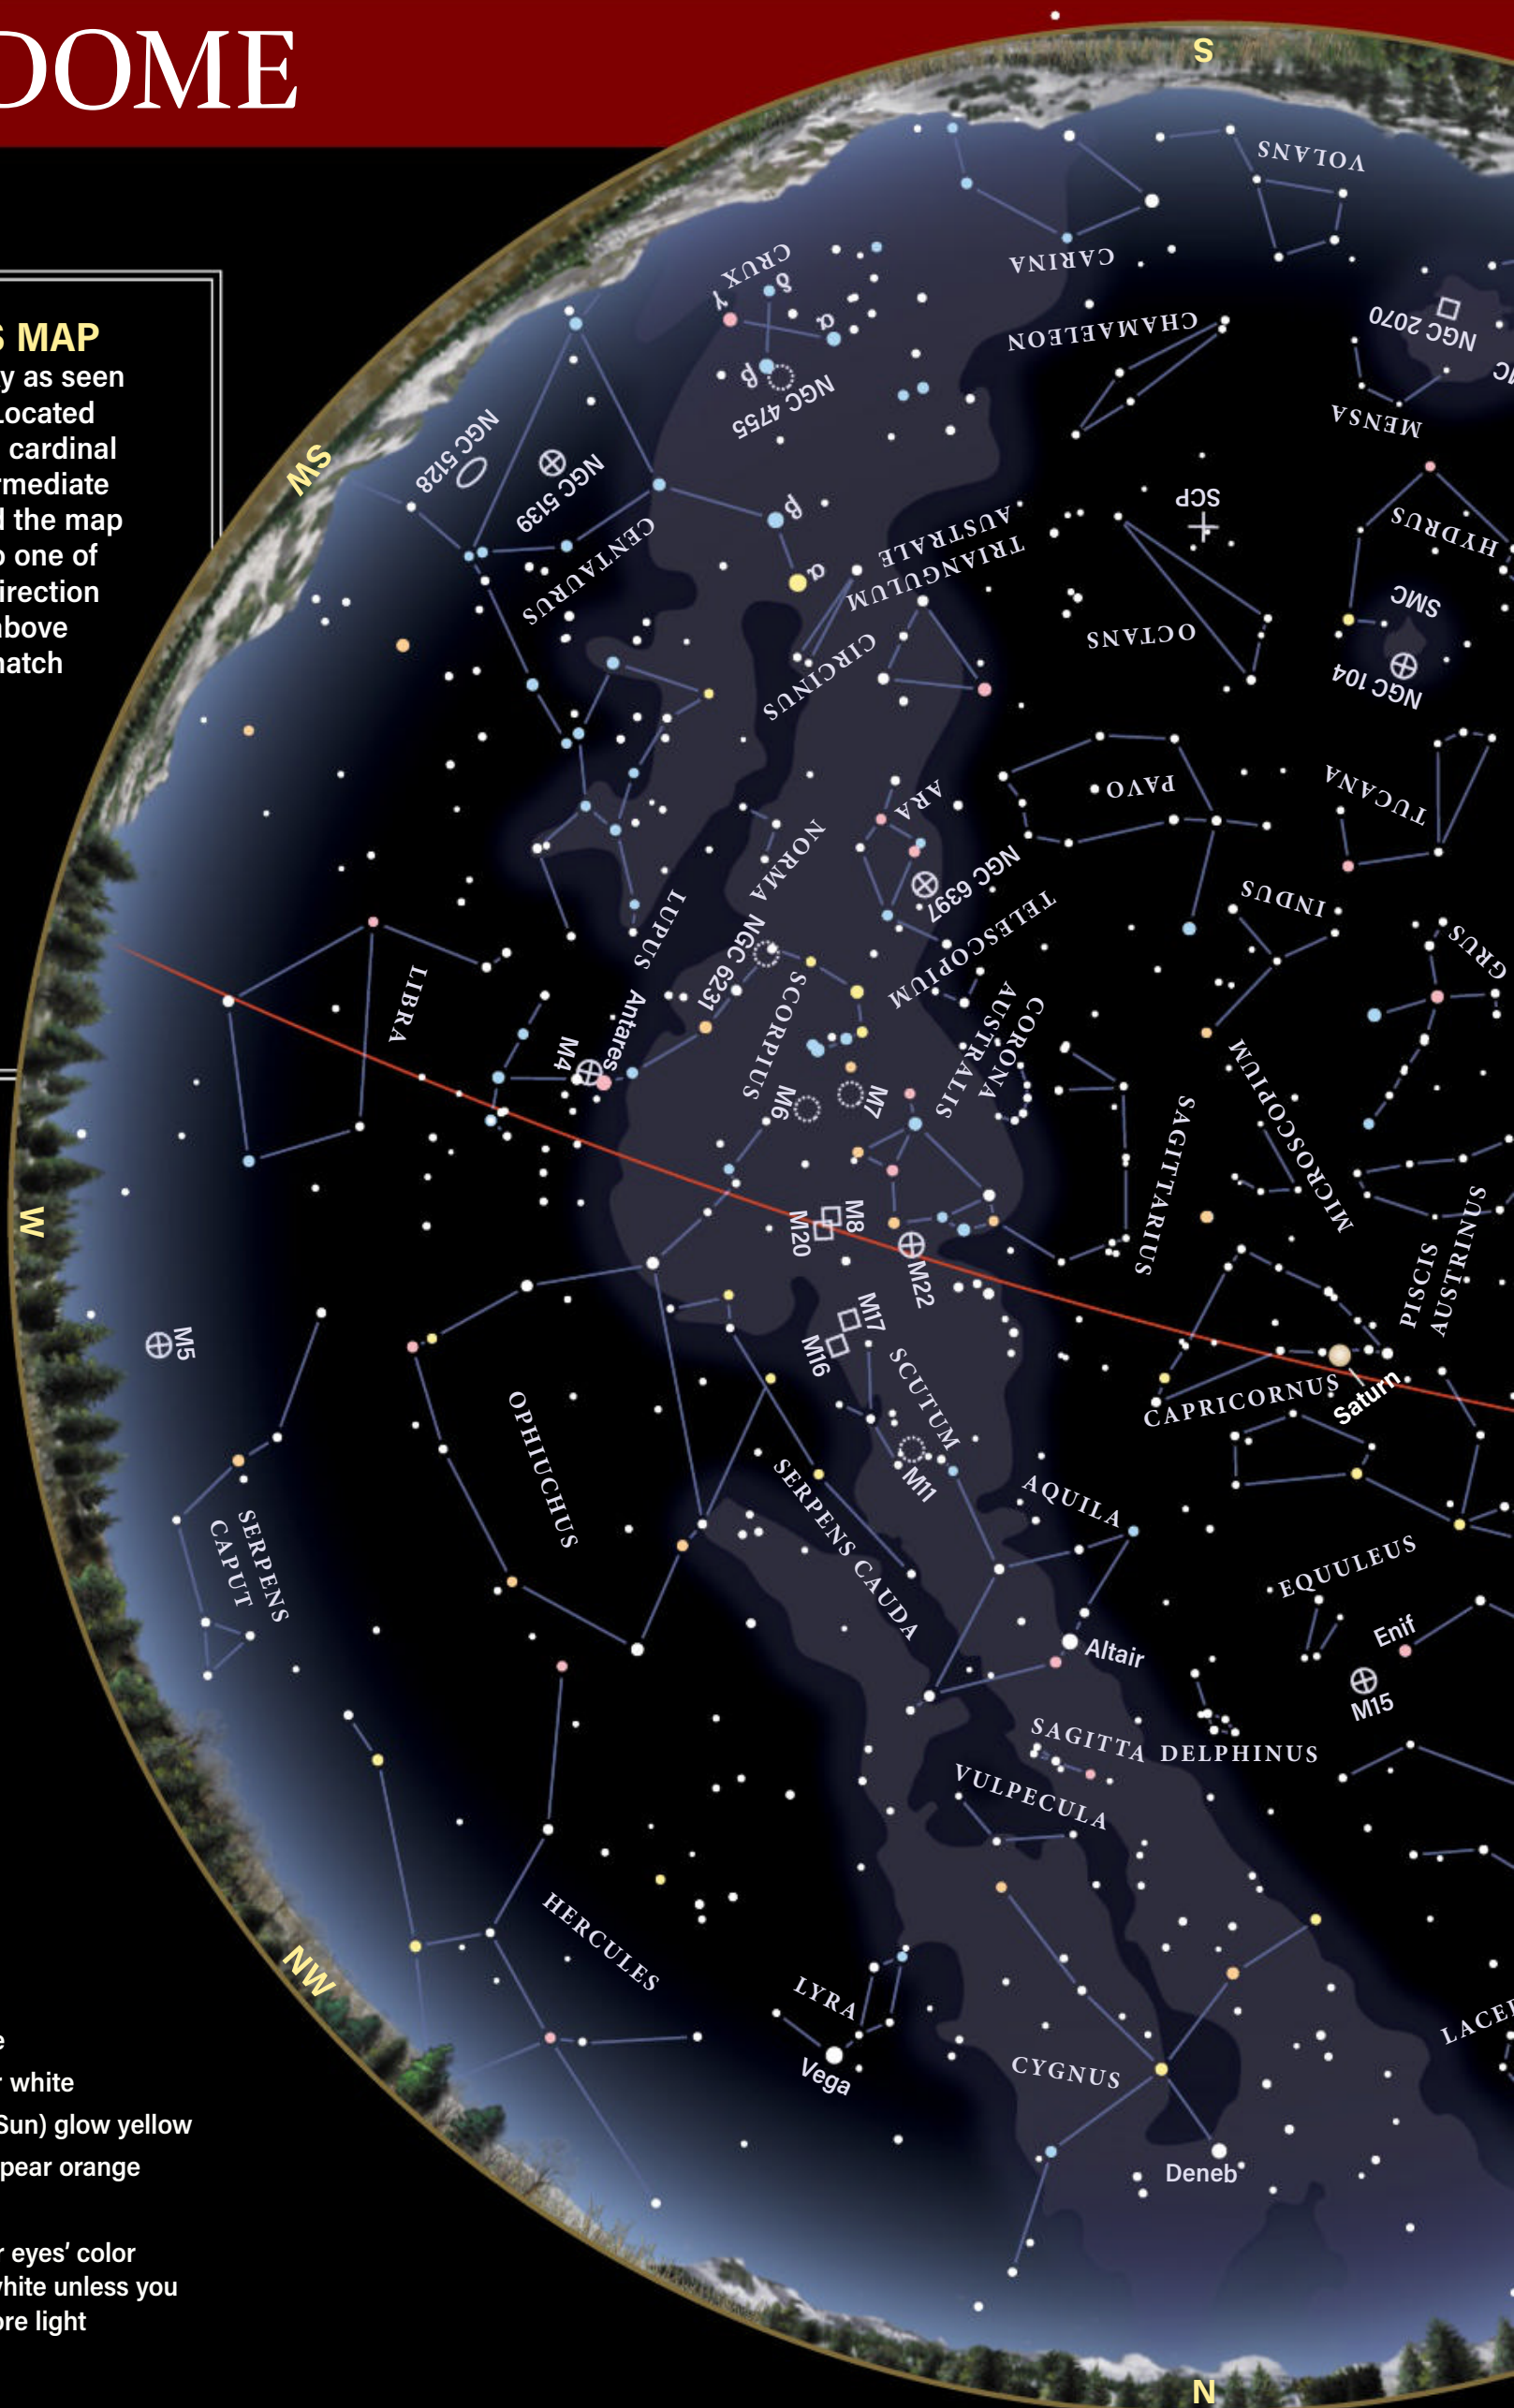 DOME
S MAP
y as seen
Located
cardinal
rmediate
d the map
o one of
irection
above
match
S
VOLANS
CARINA
CRUX
γ
δ
α
β
NGC 4755
CHAMAELEON
NGC 2070
MENSA
SW
NGC 5128
NGC 5139
CENTAURUS
β
α
SCP
HYDRUS
TRIANGULUM
AUSTRALE
CIRCINUS
OCTANS
SMC
NGC 104
PAVO
TUCANA
ARA
NORMA
NGC 6397
INDUS
GRUS
TELESCOPIUM
LUPUS
NGC 6231
SCORPIUS
LIBRA
Antares
M4
CORONA
AUSTRALIS
M6
M7
MICROSCOPIUM
SAGITTARIUS
W
M8
M20
M22
PISCIS
AUSTRINUS
M5
M17
M16
SCUTUM
CAPRICORNUS
Saturn
OPHIUCHUS
M11
AQUILA
SERPENS
CAPUT
SERPENS CAUDA
EQUULEUS
Enif
Altair
M15
SAGITTA
DELPHINUS
VULPECULA
NW
HERCULES
LYRA
Vega
CYGNUS
LACE
Deneb
N
e
r white
Sun) glow yellow
pear orange
r eyes’ color
white unless you
ore light